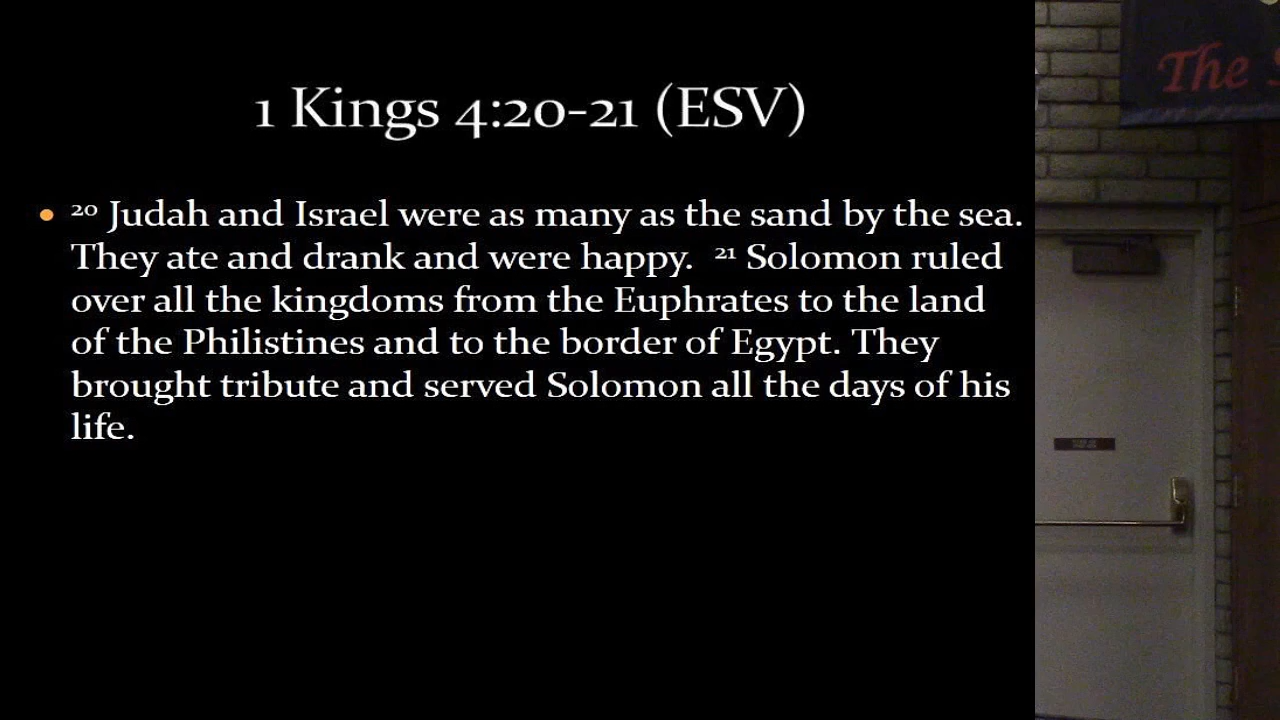 1 Kings 4:20-21 (ESV)
• 20 Judah and Israel were as many as the sand by the sea.
They ate and drank and were happy. 21 Solomon ruled
over all the kingdoms from the Euphrates to the land
of the Philistines and to the border of Egypt. They
brought tribute and served Solomon all the days of his
life.
The